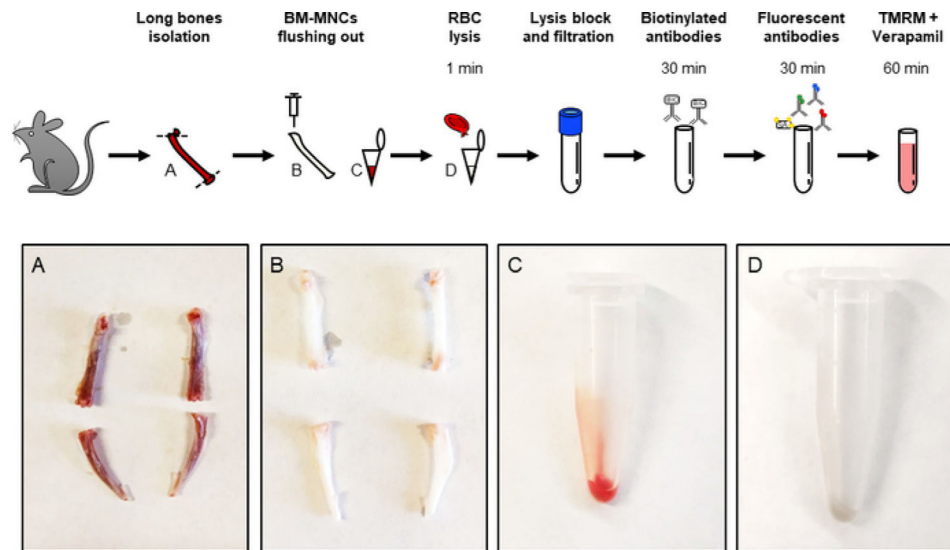 Long bones
isolation
BM-MNCs
flushing out
RBC
lysis
1 min
Lysis block
and filtration
Biotinylated
antibodies
30 min
Fluorescent
antibodies
30 min
TMRM +
Verapamil
60 min
A
B
C
D
A
B
C
D